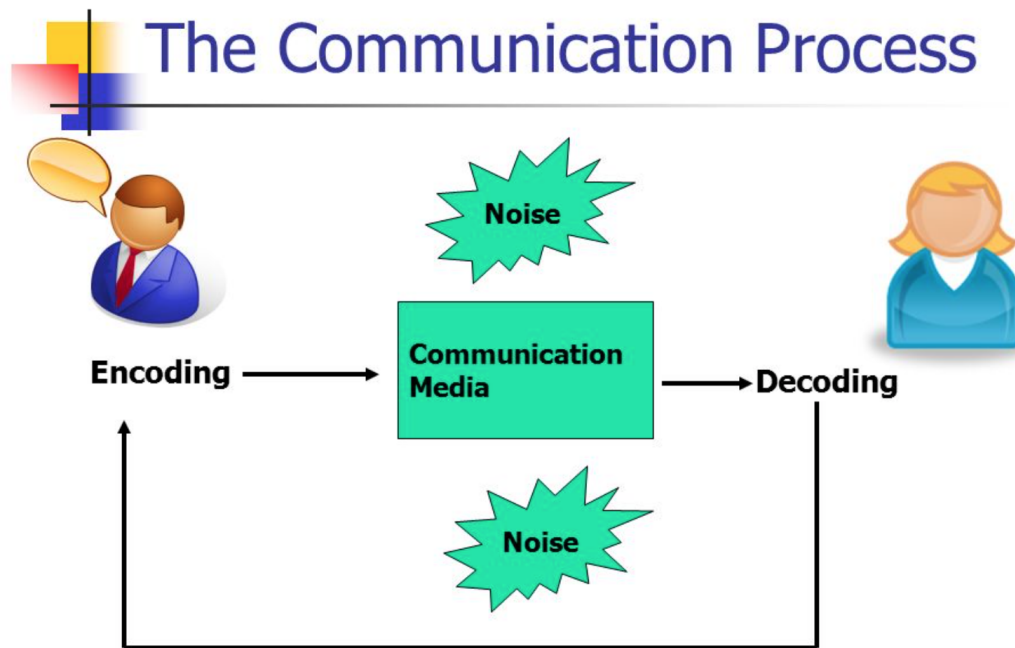 The Communication Process
Noise
Communication
Media
Encoding
Decoding
Noise